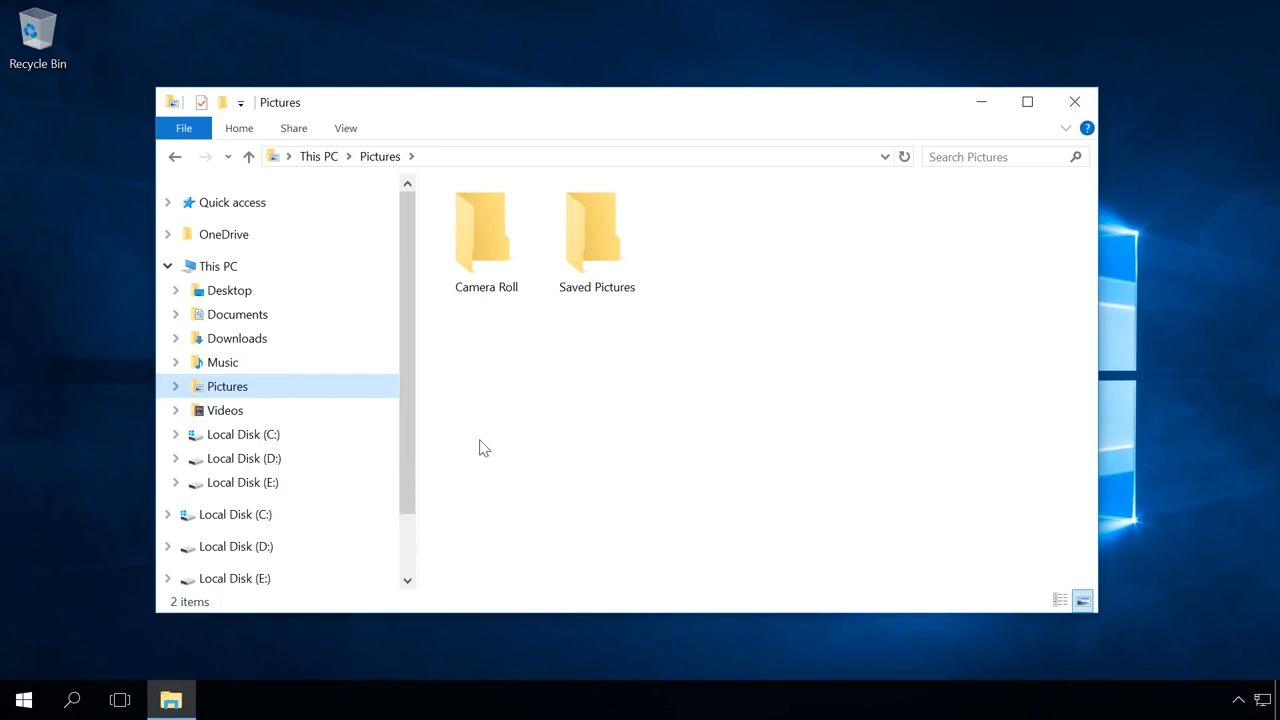 Recycle Bin
Pictures
File Home Share View
This PC Pictures
Search Pictures
Quick access
OneDrive
This PC
Desktop
Documents
Downloads
Music
Pictures
Videos
Local Disk (C:)
Local Disk (D:)
Local Disk (E:)
Local Disk (C:)
Local Disk (D:)
Local Disk (E:)
Camera Roll
Saved Pictures
2 items